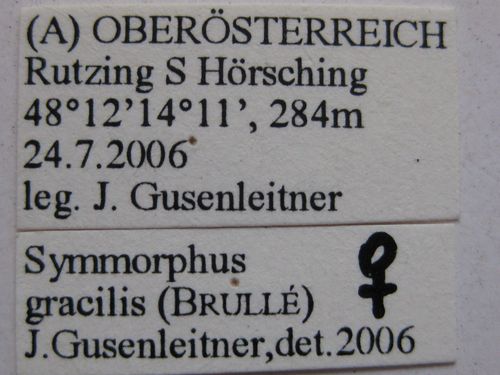 (A) OBERÖSTERREICH
Rutzing S Hörsching
48°12’14°11’, 284m
24.7.2006
leg. J. Gusenleitner
Symmorphus ♀
gracilis (BRULLÉ)
J.Gusenleitner,det.2006